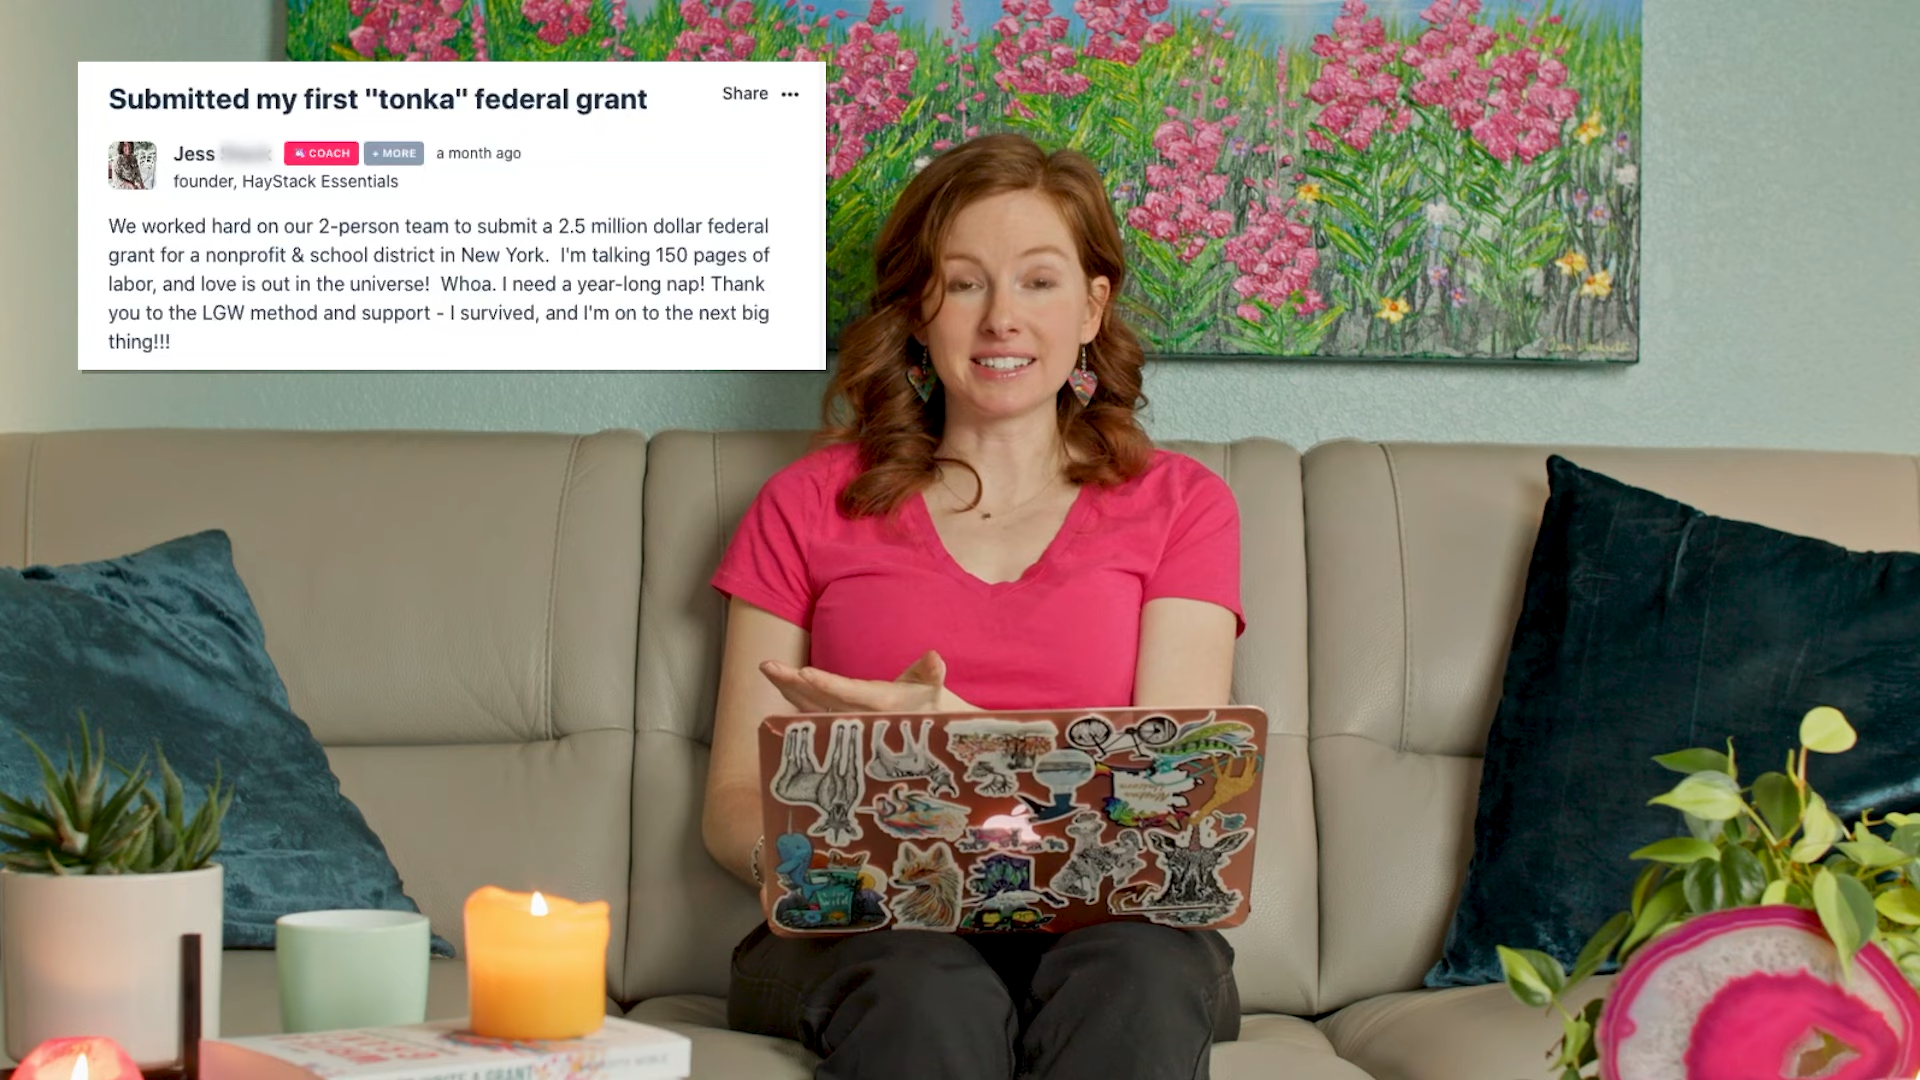 Submitted my first "tonka" federal grant
Share
Jess
COACH
+ MORE
a month ago
founder, HayStack Essentials
We worked hard on our 2-person team to submit a 2.5 million dollar federal
grant for a nonprofit & school district in New York. I'm talking 150 pages of
labor, and love is out in the universe! Whoa. I need a year-long nap! Thank
you to the LGW method and support - I survived, and I'm on to the next big
thing!!!
WRITE A GRANT